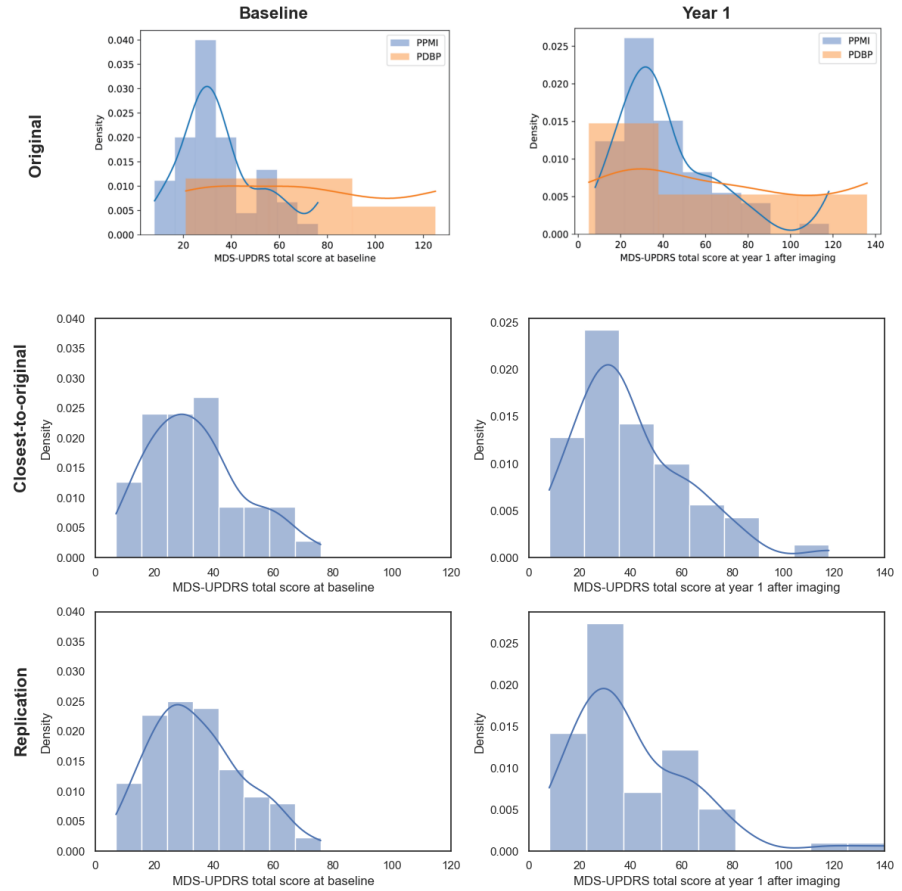 Baseline
Year 1
Original
0.040
0.035
0.030
0.025
0.020
0.015
0.010
0.005
0.000
Density
PPMI
PDBP
20 40 60 80 100 120
MDS-UPDRS total score at baseline
0.025
0.020
0.015
0.010
0.005
0.000
Density
PPMI
PDBP
0 20 40 60 80 100 120 140
MDS-UPDRS total score at year 1 after imaging
Closest-to-original
0.040
0.035
0.030
0.025
0.020
0.015
0.010
0.005
0.000
Density
0 20 40 60 80 100 120
MDS-UPDRS total score at baseline
0.025
0.020
0.015
0.010
0.005
0.000
Density
0 20 40 60 80 100 120 140
MDS-UPDRS total score at year 1 after imaging
Replication
0.040
0.035
0.030
0.025
0.020
0.015
0.010
0.005
0.000
Density
0 20 40 60 80 100 120
MDS-UPDRS total score at baseline
0.025
0.020
0.015
0.010
0.005
0.000
Density
0 20 40 60 80 100 120 140
MDS-UPDRS total score at year 1 after imaging